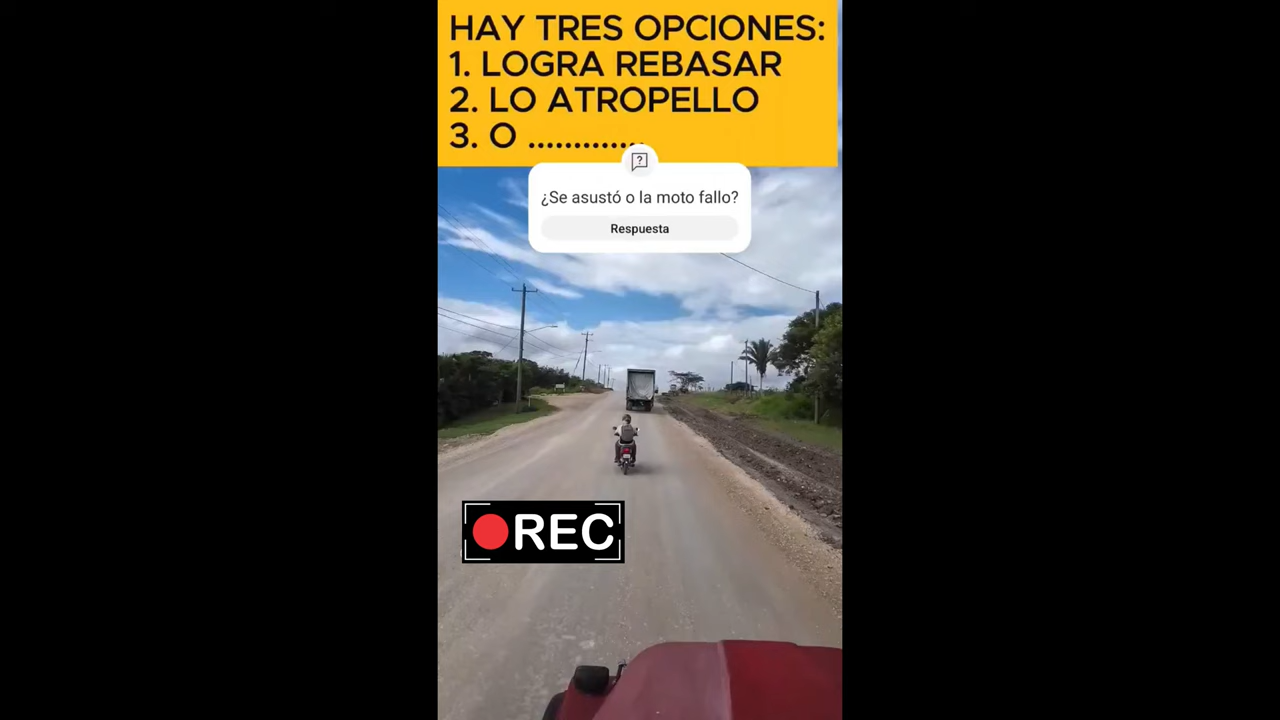 HAY TRES OPCIONES:
1. LOGRA REBASAR
2. LO ATROPELLO
3. O .............
?
¿Se asustó o la moto fallo?
Respuesta
REC